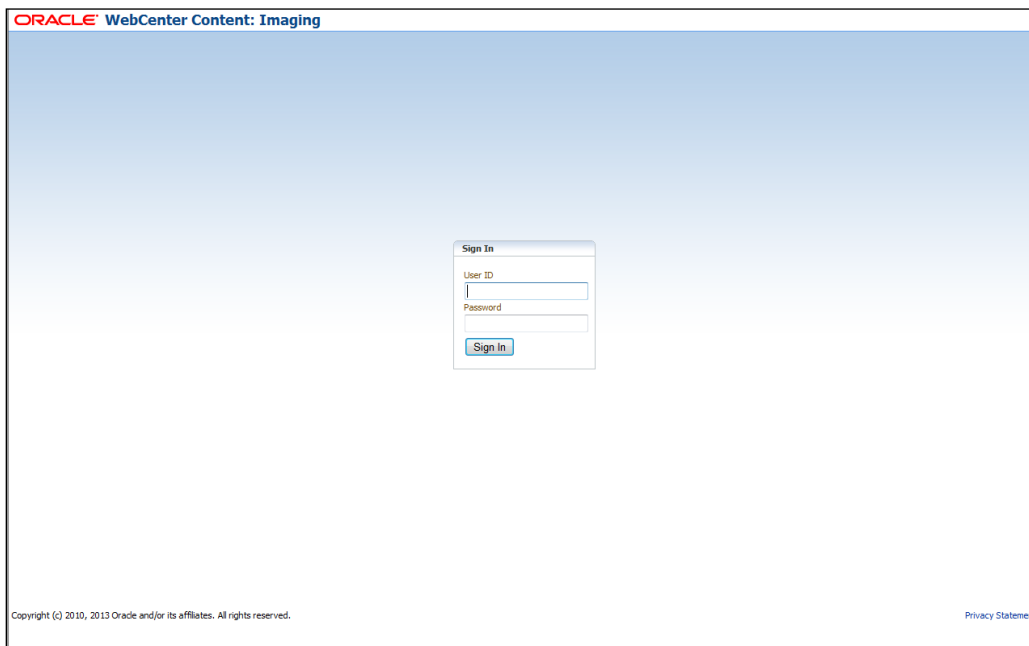 ORACLE® WebCenter Content: Imaging
Sign In
User ID
Password
Sign In
Copyright (c) 2010, 2013 Oracle and/or its affiliates. All rights reserved.
Privacy Stateme